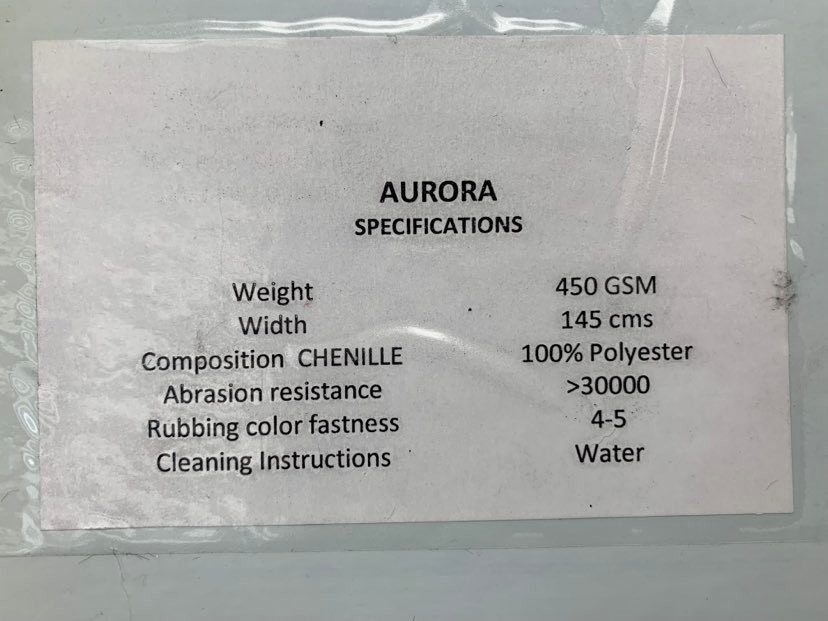 AURORA
SPECIFICATIONS
Weight 450 GSM
Width 145 cms
Composition CHENILLE 100% Polyester
Abrasion resistance >30000
Rubbing color fastness 4-5
Cleaning Instructions Water